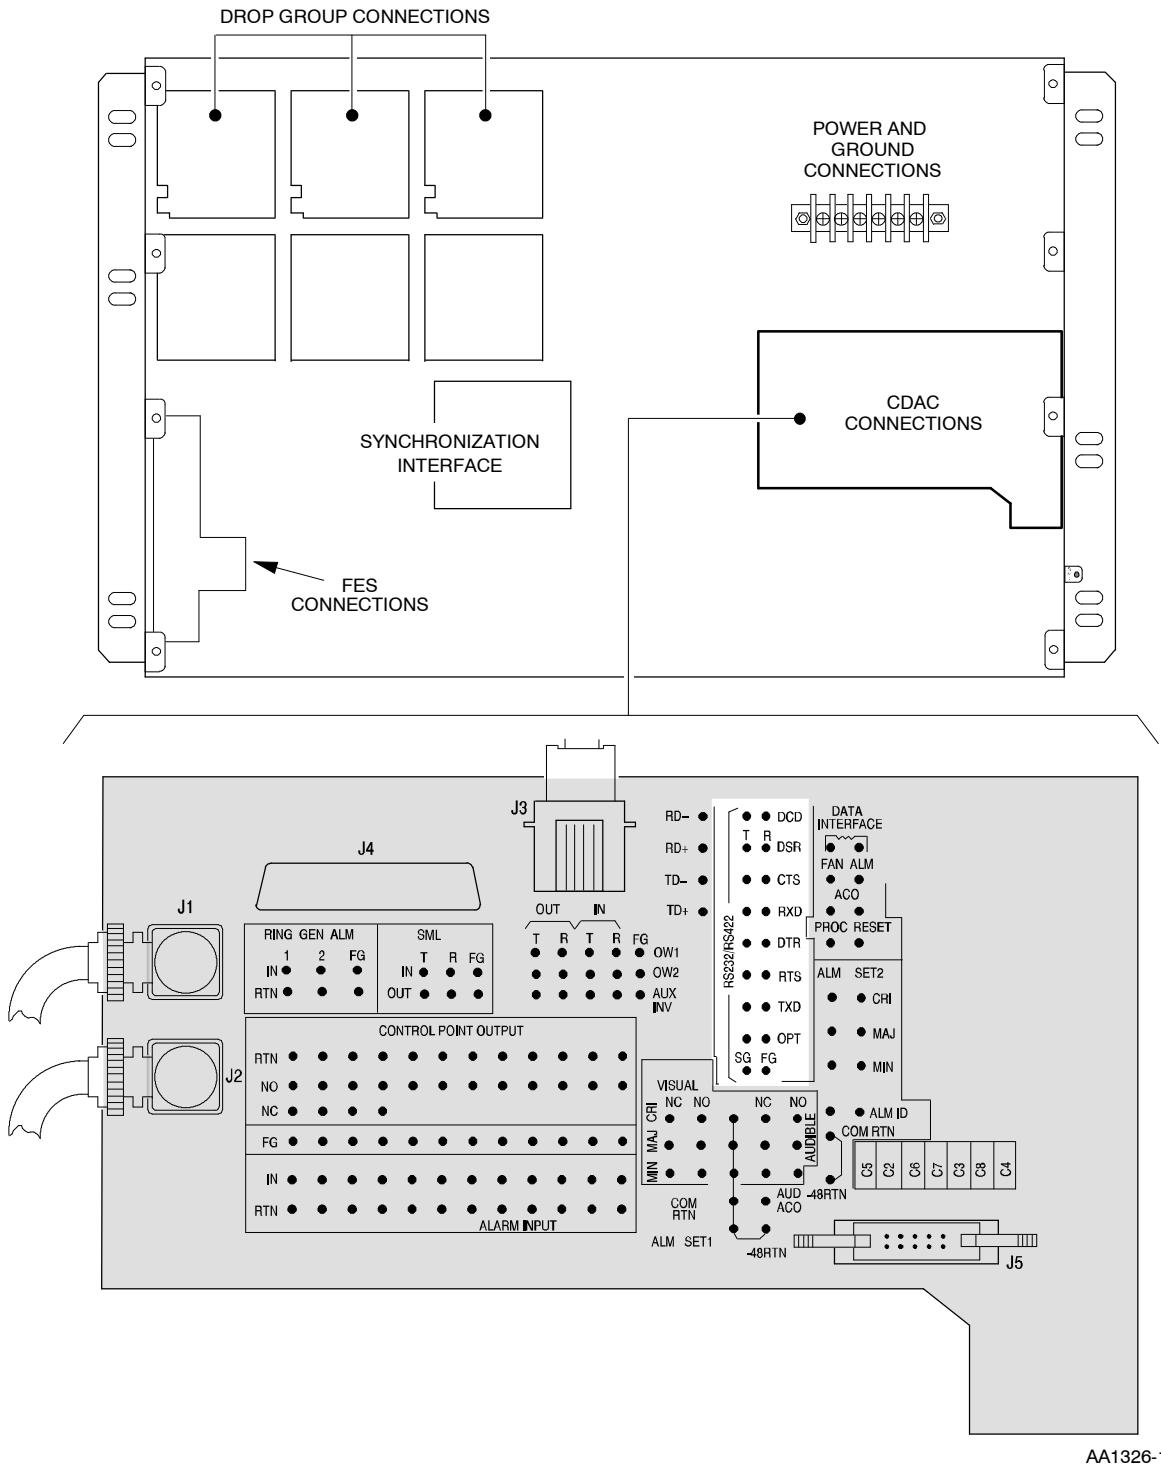 DROP GROUP CONNECTIONS
POWER AND
GROUND
CONNECTIONS
CDAC
CONNECTIONS
SYNCHRONIZATION
INTERFACE
FES
CONNECTIONS
J3
J4
J1
J2
RING GEN ALM
1 2 FG
IN
RTN
SML
T R FG
IN
OUT
OUT IN
T R T R FG
OW1
OW2
AUX
INV
RD–
RD+
TD–
TD+
RS232/RS422
T R
DCD
DSR
CTS
RXD
DTR
RTS
TXD
OPT
SG FG
DATA
INTERFACE
FAN ALM
ACO
PROC RESET
ALM SET2
CRI
MAJ
MIN
ALM ID
COM RTN
-48RTN
CONTROL POINT OUTPUT
RTN
NO
NC
FG
IN
RTN
ALARM INPUT
VISUAL
NC NO
NC NO
CRI
MAJ
MIN
AUDIBLE
COM
RTN
AUD
ACO
ALM SET1
-48RTN
C5 C2 C6 C7 C3 C8 C4
J5